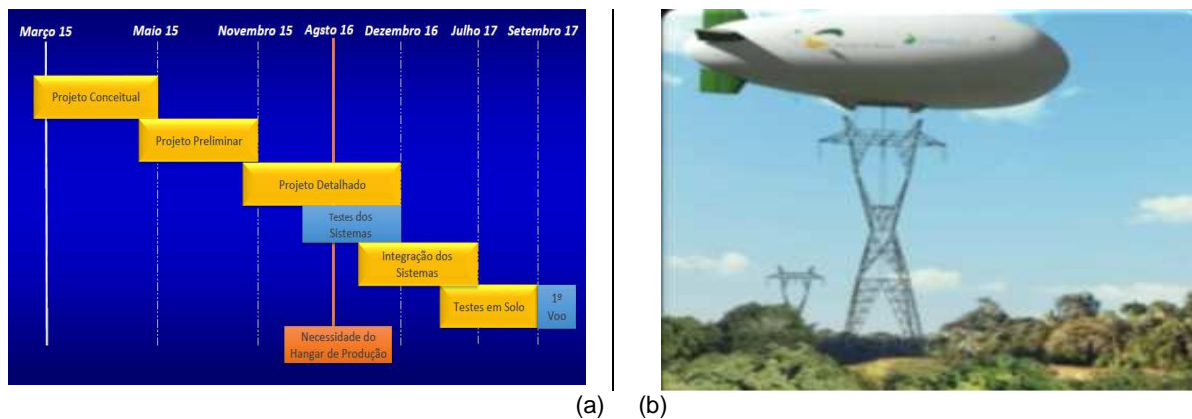 Março 15 Maio 15 Novembro 15 Agsto 16 Dezembro 16 Julho 17 Setembro 17
Projeto Conceitual
Projeto Preliminar
Projeto Detalhado
Testes dos
Sistemas
Integração dos
Sistemas
Testes em Solo
1º
Voo
Necessidade do
Hangar de Produção
(a) (b)